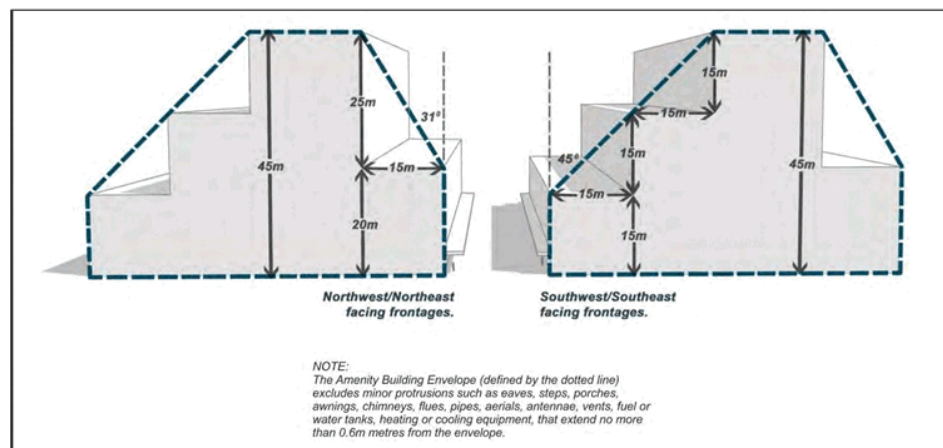 25m
31º
45m
15m
20m
Northwest/Northeast
facing frontages.
15m
15m
45º
15m
45m
15m
15m
Southwest/Southeast
facing frontages.
NOTE:
The Amenity Building Envelope (defined by the dotted line)
excludes minor protrusions such as eaves, steps, porches,
awnings, chimneys, flues, pipes, aerials, antennae, vents, fuel or
water tanks, heating or cooling equipment, that extend no more
than 0.6m metres from the envelope.